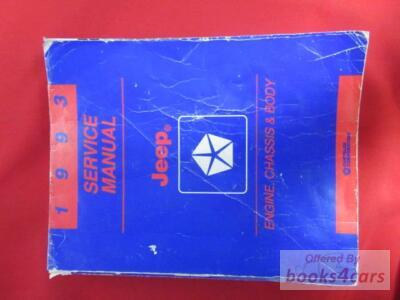 1993
SERVICE
MANUAL
Jeep®
ENGINE, CHASSIS & BODY
Offered By
books4cars